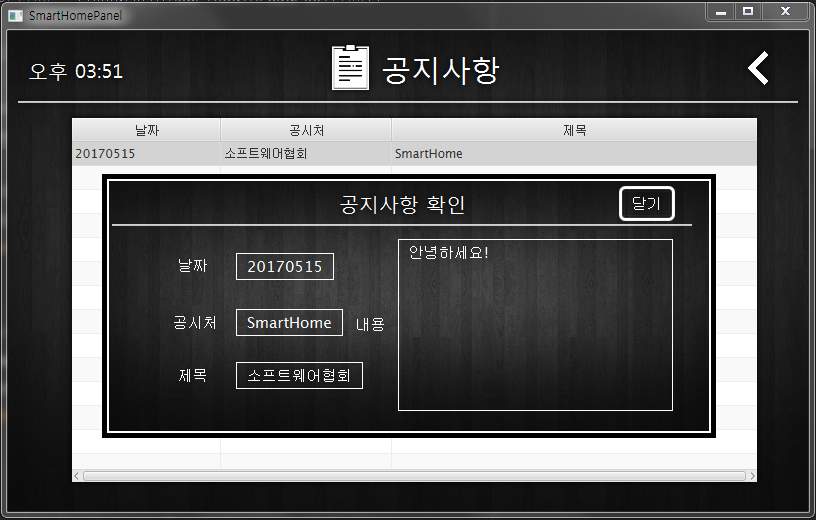 SmartHomePanel
오후 03:51
공지사항
날짜 공시처 제목
20170515 소프트웨어협회 SmartHome
공지사항 확인 닫기
날짜 20170515
안녕하세요!
공시처 SmartHome 내용
제목 소프트웨어협회